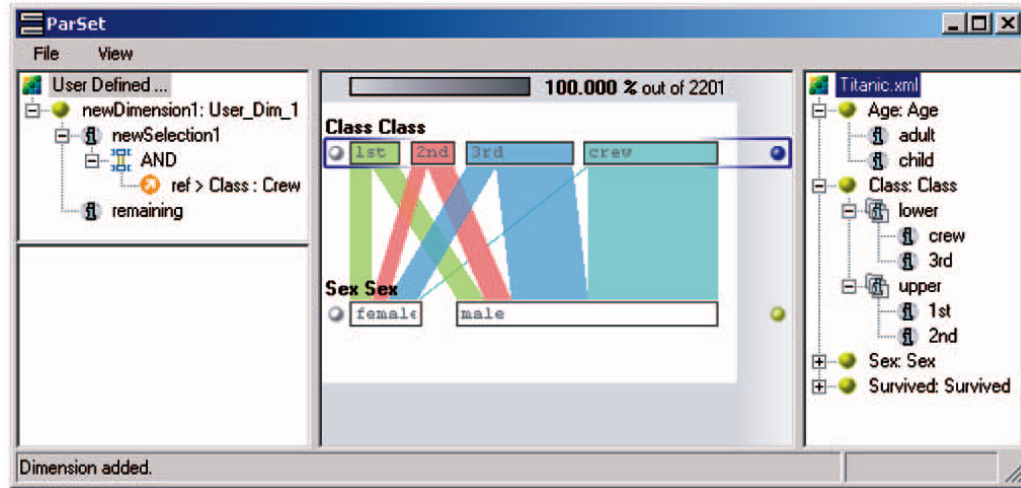 ParSet
File View
User Defined ...
newDimension1: User_Dim_1
newSelection1
AND
ref > Class : Crew
remaining
100.000 % out of 2201
Class Class
1st 2nd 3rd crew
Sex Sex
female male
Titanic.xml
Age: Age
adult
child
Class: Class
lower
crew
3rd
upper
1st
2nd
Sex: Sex
Survived: Survived
Dimension added.